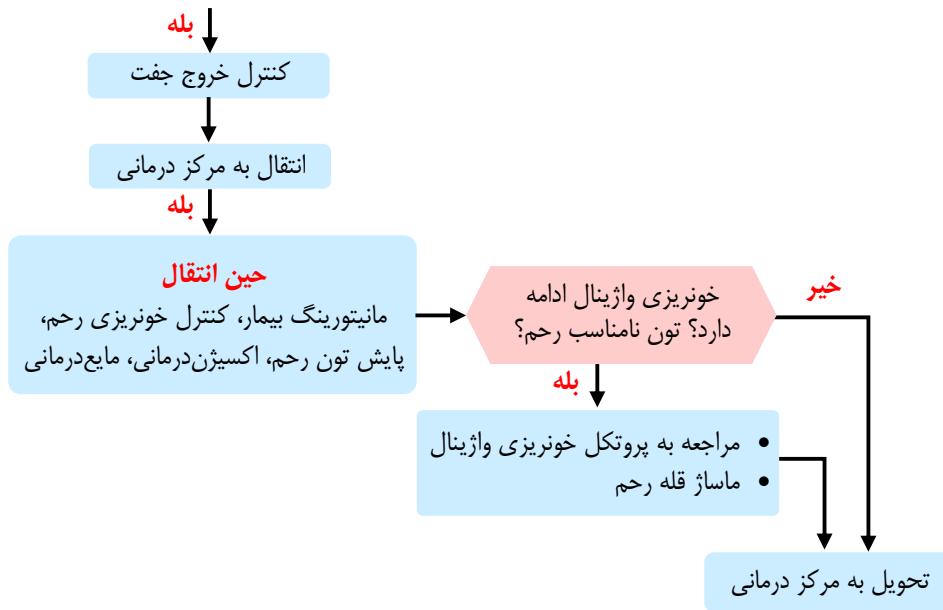 بله
کنترل خروج جفت
انتقال به مرکز درمانی
بله
حین انتقال
مانیتورینگ بیمار، کنترل خونریزی رحم،
پایش تون رحم، اکسیژن‌درمانی، مایع‌درمانی
خونریزی واژینال ادامه
دارد؟ تون نامناسب رحم؟
خیر
بله
• مراجعه به پروتکل خونریزی واژینال
• ماساژ قله رحم
تحویل به مرکز درمانی